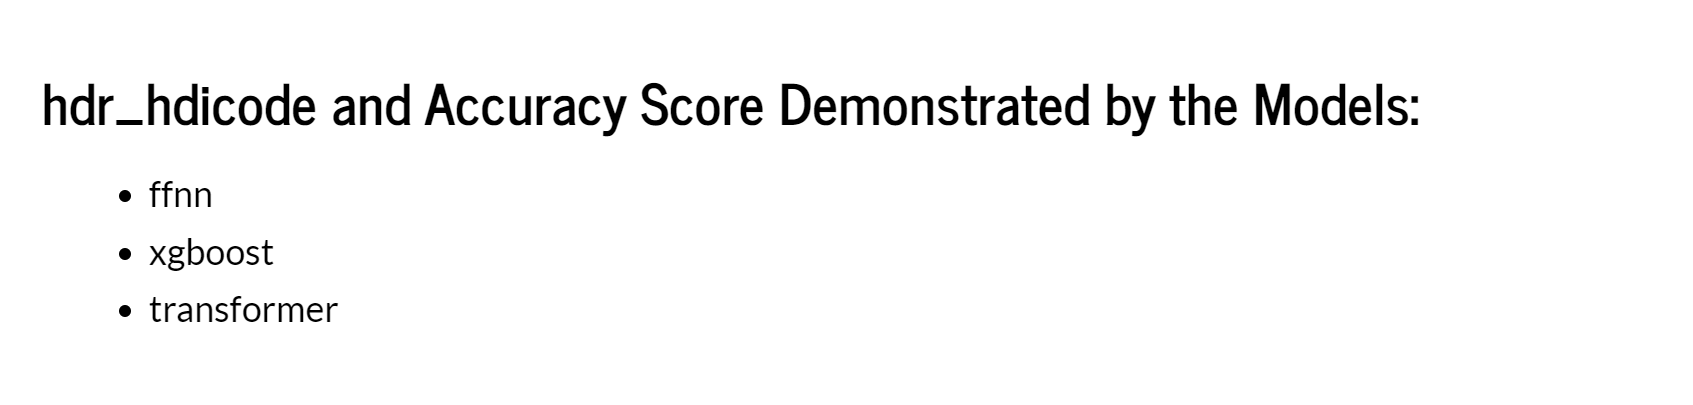 hdr_hdicode and Accuracy Score Demonstrated by the Models:
• ffnn
• xgboost
• transformer